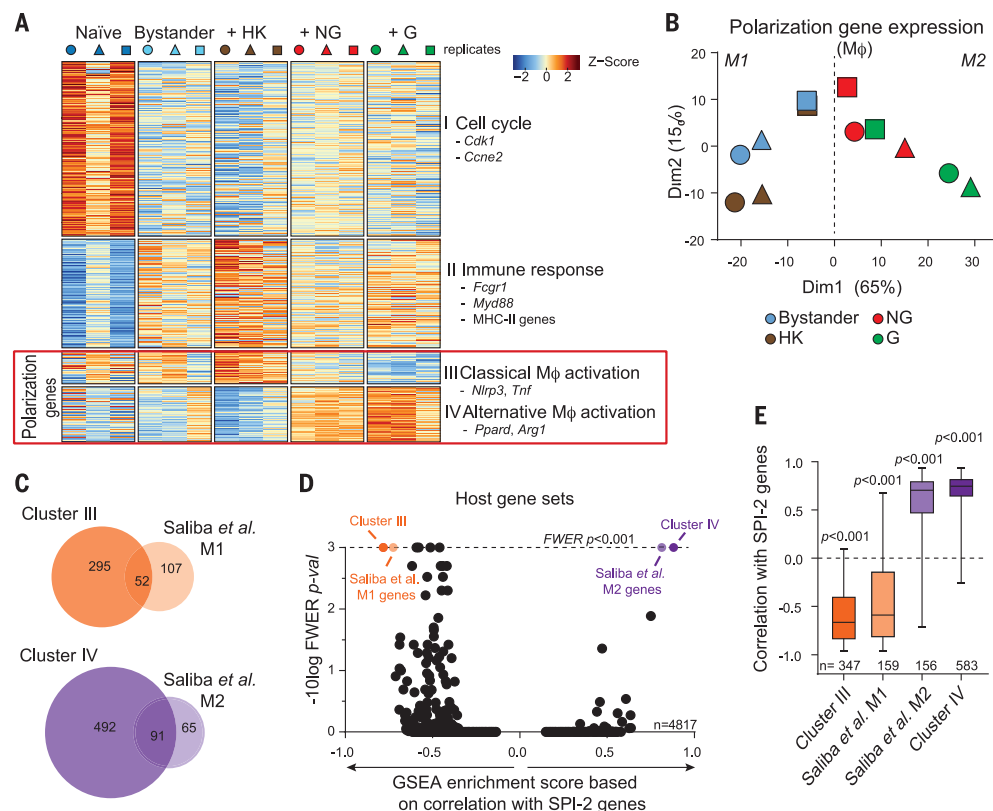 A
Naïve Bystander + HK + NG + G
replicates
-2 0 2 Z-Score
I Cell cycle
- Cdk1
- Ccne2
II Immune response
- Fcgr1
- Myd88
- MHC-II genes
Polarization genes
III Classical Mϕ activation
- Nlrp3, Tnf
IV Alternative Mϕ activation
- Ppard, Arg1
B
Polarization gene expression
(Mϕ)
M1 M2
Dim2 (15%)
20
10
0
-10
-20
-20 -10 0 10 20 30
Dim1 (65%)
Bystander NG
HK G
C
Cluster III
Saliba et al.
M1
295 52 107
Cluster IV
Saliba et al.
M2
492 91 65
D
Host gene sets
Cluster III
Cluster IV
FWER p<0.001
Saliba et al.
M1 genes
Saliba et al.
M2 genes
-10log FWER p-val
3
2
1
0
n=4817
-1.0 -0.5 0.0 0.5 1.0
GSEA enrichment score based
on correlation with SPI-2 genes
E
p<0.001
p<0.001
p<0.001
p<0.001
Correlation with SPI-2 genes
1.0
0.5
0.0
-0.5
-1.0
n= 347 159 156 583
Cluster III
Saliba et al. M1
Saliba et al. M2
Cluster IV